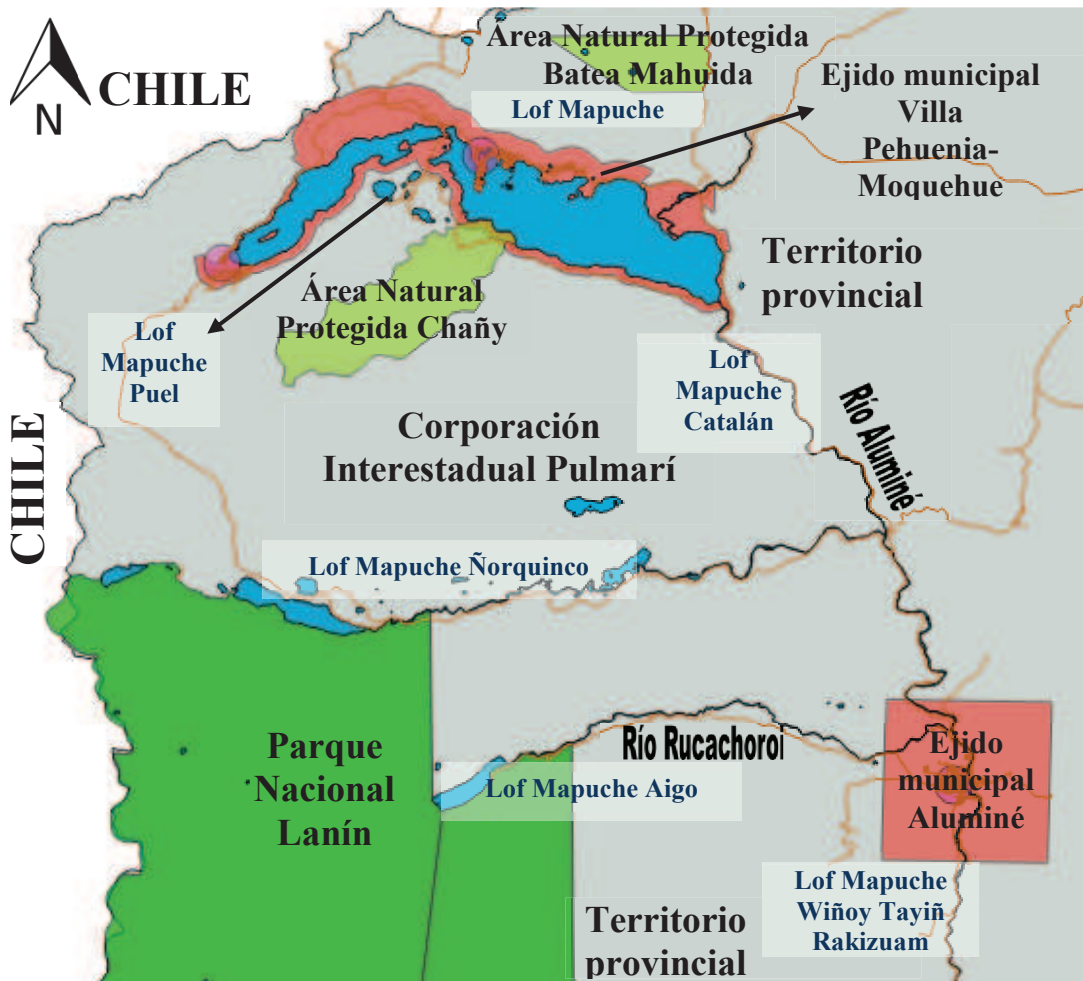 Área Natural Protegida
Batea Mahuida
CHILE
N
Lof Mapuche
Ejido municipal
Villa
Pehuenia-
Moquehue
Territorio
provincial
Área Natural
Protegida Chañy
Lof
Mapuche
Puel
Lof
Mapuche
Catalán
Río Aluminé
Corporación
Interestadual Pulmarí
CHILE
Lof Mapuche Ñorquinco
Río Rucachoroi
Parque
Nacional
Lanín
Lof Mapuche Aigo
Ejido
municipal
Aluminé
Lof Mapuche
Wiñoy Tayiñ
Rakizuam
Territorio
provincial